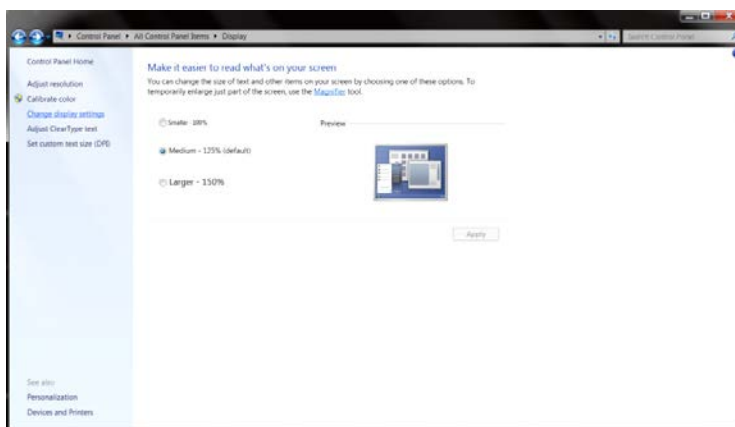 Control Panel ▸ All Control Panel Items ▸ Display
Search Control Panel
Control Panel Home
Adjust resolution
Calibrate color
Change display settings
Adjust ClearType text
Set custom text size (DPI)
Make it easier to read what's on your screen
You can change the size of text and other items on your screen by choosing one of these options. To
temporarily enlarge just part of the screen, use the Magnifier tool.
Smaller - 100%
Preview
Medium - 125% (default)
Larger - 150%
Apply
See also
Personalization
Devices and Printers